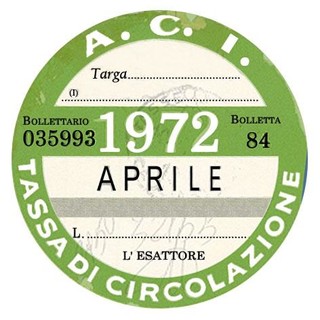 A. C. I.
Targa
(I)
BOLLETTARIO 1972 BOLLETTA
035993 84
APRILE
L.
L' ESATTORE
TASSA DI CIRCOLAZIONE